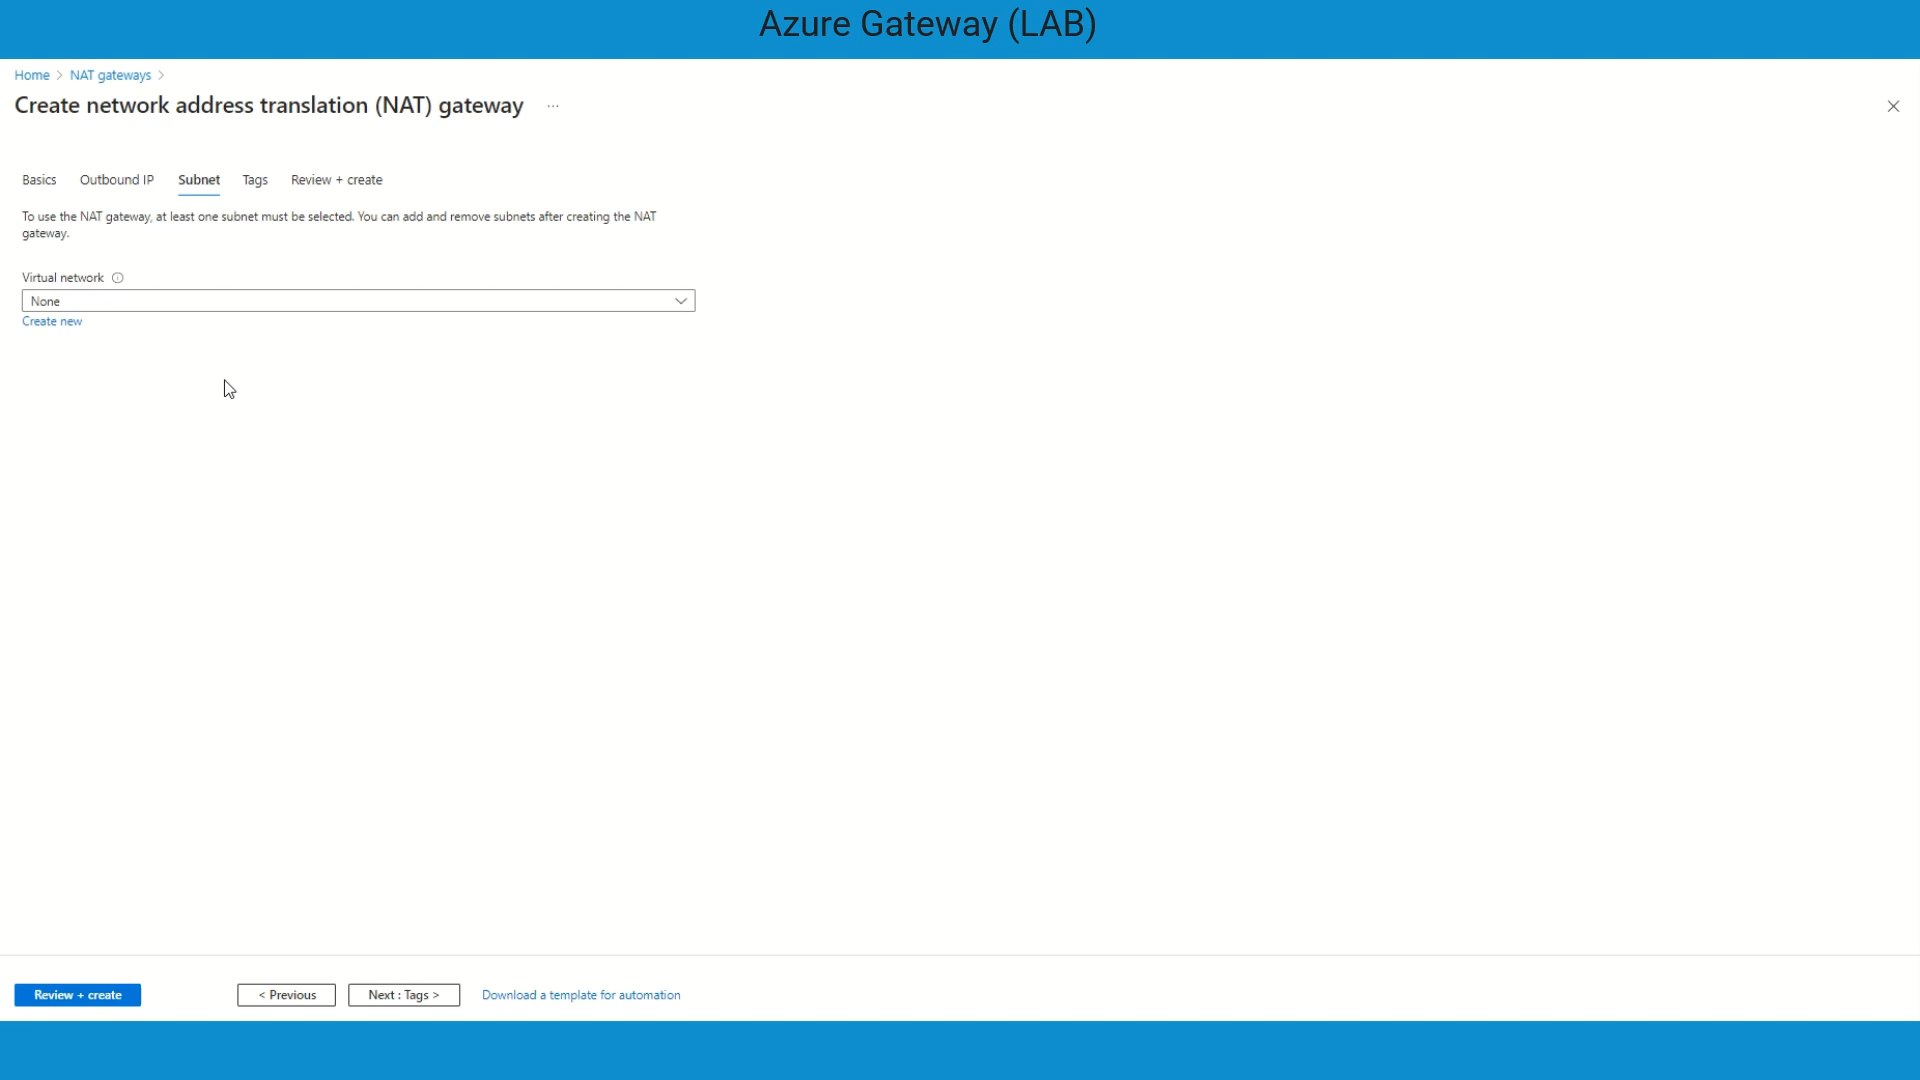 Azure Gateway (LAB)
Home > NAT gateways >
Create network address translation (NAT) gateway ...
Basics Outbound IP Subnet Tags Review + create
To use the NAT gateway, at least one subnet must be selected. You can add and remove subnets after creating the NAT
gateway.
Virtual network
None
Create new
Review + create < Previous Next : Tags > Download a template for automation